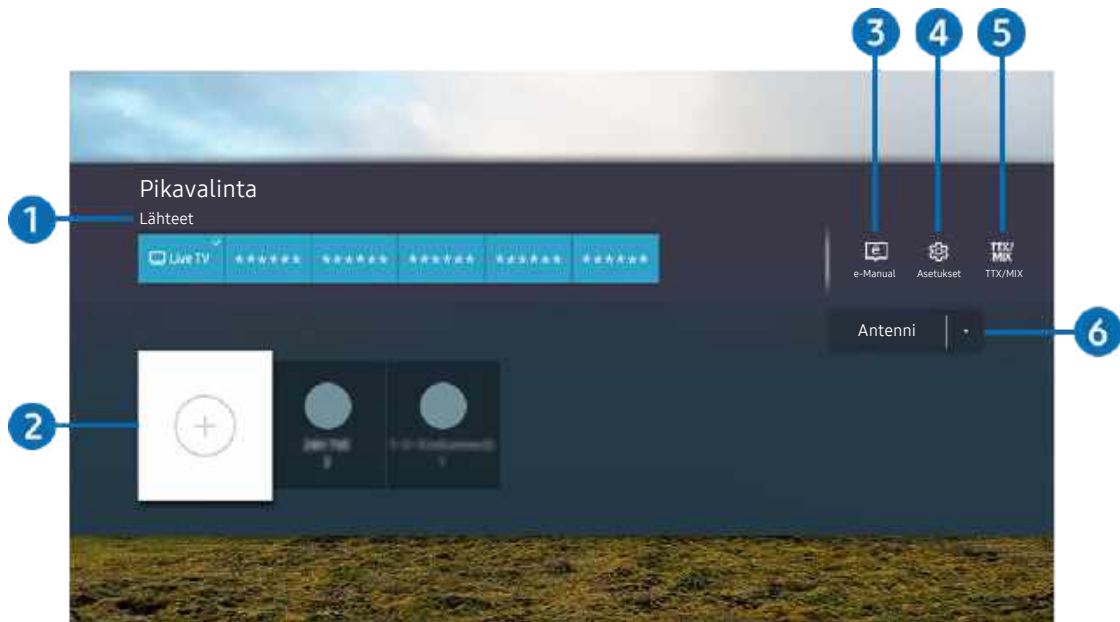 3 4 5
Pikavalinta
1 Lähteet
Live TV ****** ****** ****** ****** ******
e-Manual Asetukset TTX/MIX TTX/MIX
Antenni 6
2